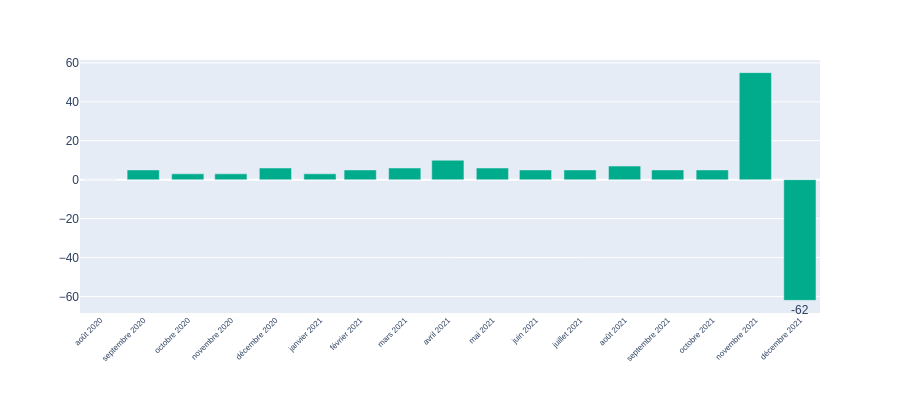 60
40
20
0
−20
−40
−60
-62
août 2020
septembre 2020
octobre 2020
novembre 2020
décembre 2020
janvier 2021
février 2021
mars 2021
avril 2021
mai 2021
juin 2021
juillet 2021
août 2021
septembre 2021
octobre 2021
novembre 2021
décembre 2021